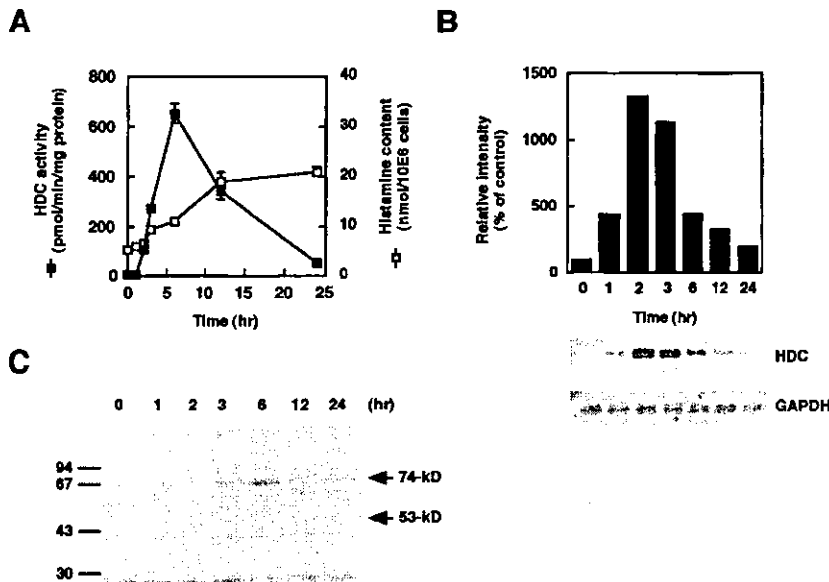 A
800
600
400
200
0
HDC activity
(pmol/min/mg protein)
40
30
20
10
0
Histamine content
(nmol/10E6 cells)
0 5 10 15 20 25
Time (hr)
B
1500
1000
500
0
Relative intensity
(% of control)
0 1 2 3 6 12 24
Time (hr)
HDC
GAPDH
C
0 1 2 3 6 12 24 (hr)
94
67
43
30
74-kD
53-kD